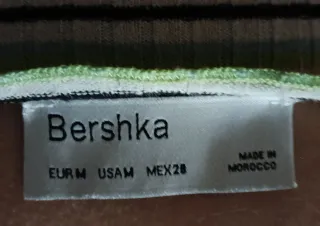 Bershka
EUR M USA M MEX 28
MADE IN
MOROCCO